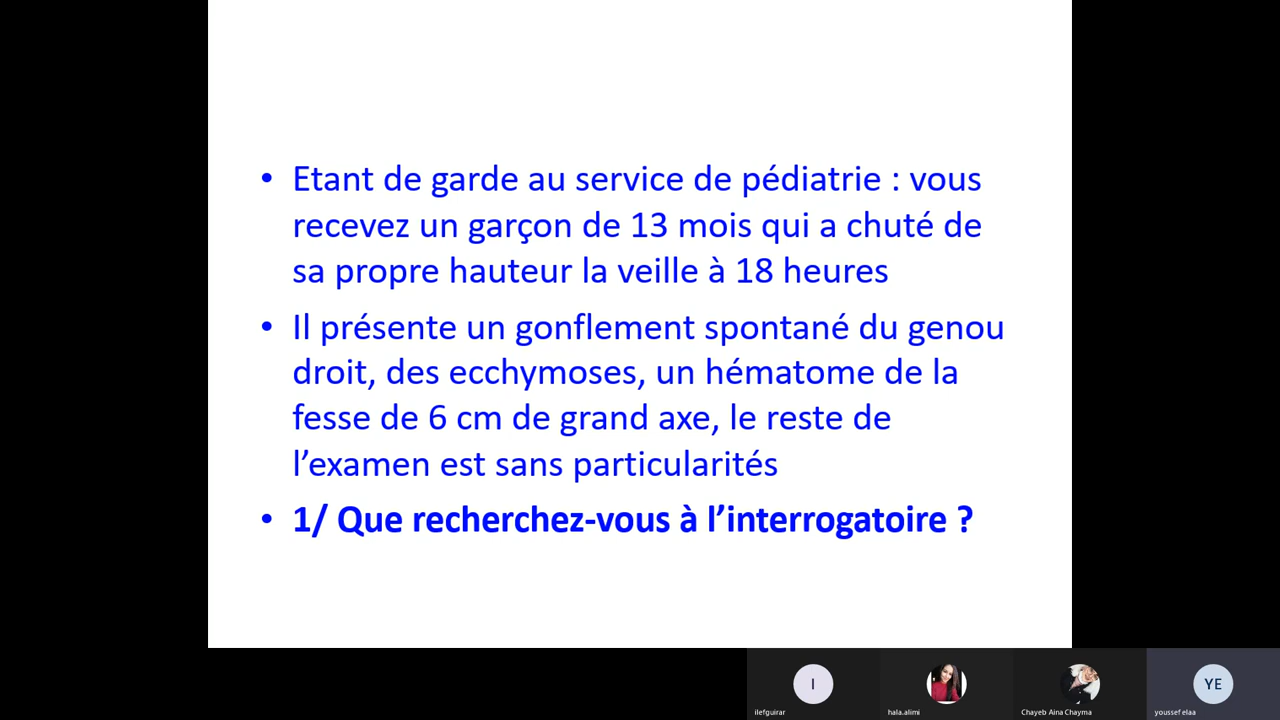 • Etant de garde au service de pédiatrie : vous
recevez un garçon de 13 mois qui a chuté de
sa propre hauteur la veille à 18 heures
• Il présente un gonflement spontané du genou
droit, des ecchymoses, un hématome de la
fesse de 6 cm de grand axe, le reste de
l’examen est sans particularités
• 1/ Que recherchez-vous à l’interrogatoire ?
I
YE
ilefguirar
hala.alimi
Chayeb Aina Chayma
youssef elaa